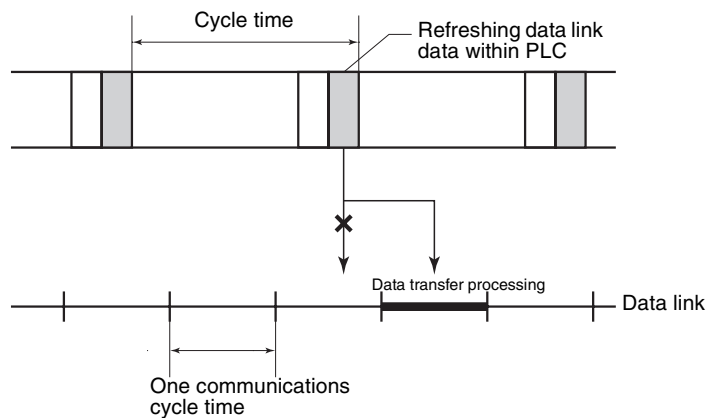 Cycle time
Refreshing data link
data within PLC
Data transfer processing
Data link
One communications
cycle time